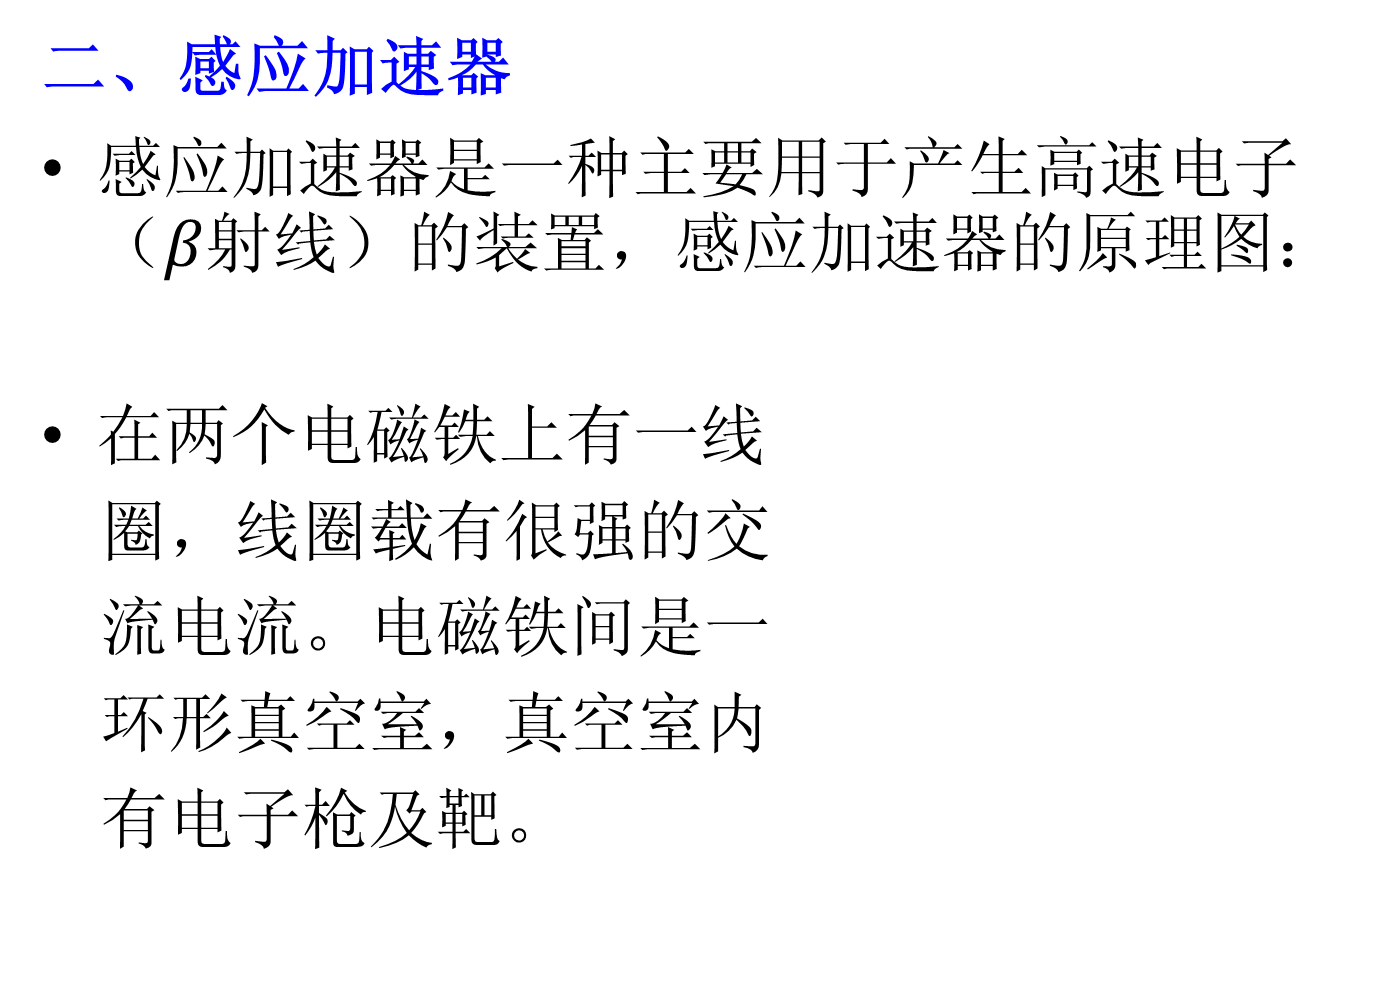 二、感应加速器
• 感应加速器是一种主要用于产生高速电子
（β射线）的装置，感应加速器的原理图：
• 在两个电磁铁上有一线
圈，线圈载有很强的交
流电流。电磁铁间是一
环形真空室，真空室内
有电子枪及靶。